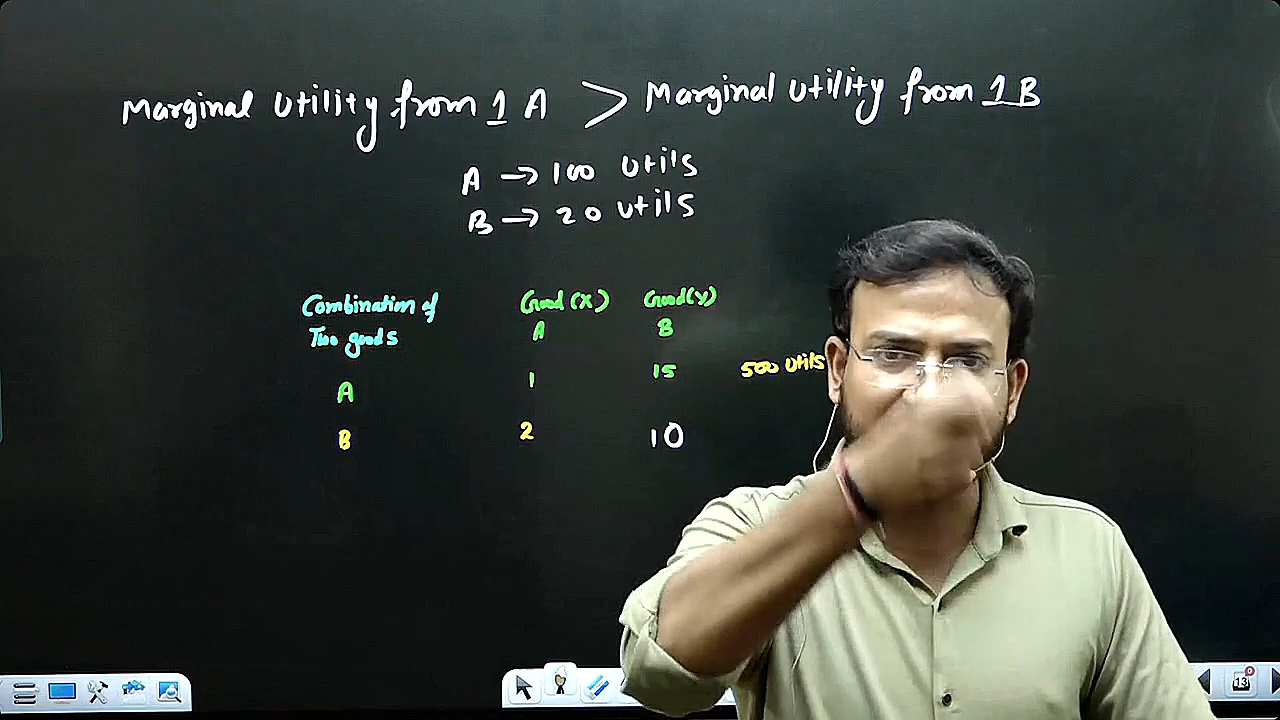 Marginal Utility from 1 A > Marginal Utility from 1 B
A → 100 Utils
B → 20 Utils
Combination of Two goods Good (X) A Good (Y) B
A 1 15 500 Utils
B 2 10
13